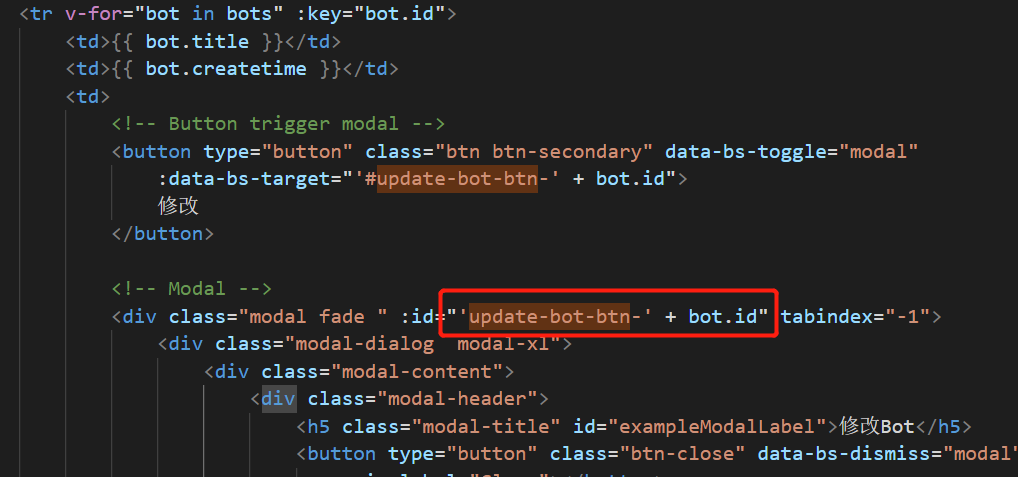 <tr v-for="bot in bots" :key="bot.id">
<td>{{ bot.title }}</td>
<td>{{ bot.createtime }}</td>
<td>
<!-- Button trigger modal -->
<button type="button" class="btn btn-secondary" data-bs-toggle="modal"
:data-bs-target="'#update-bot-btn-' + bot.id">
修改
</button>
<!-- Modal -->
<div class="modal fade " :id="'update-bot-btn-' + bot.id" tabindex="-1">
<div class="modal-dialog  modal-xl">
<div class="modal-content">
<div class="modal-header">
<h5 class="modal-title" id="exampleModalLabel">修改Bot</h5>
<button type="button" class="btn-close" data-bs-dismiss="modal"